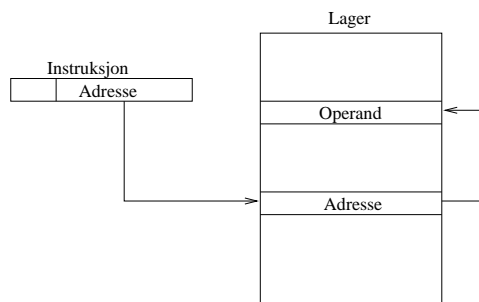 Lager
Instruksjon
Adresse
Operand
Adresse